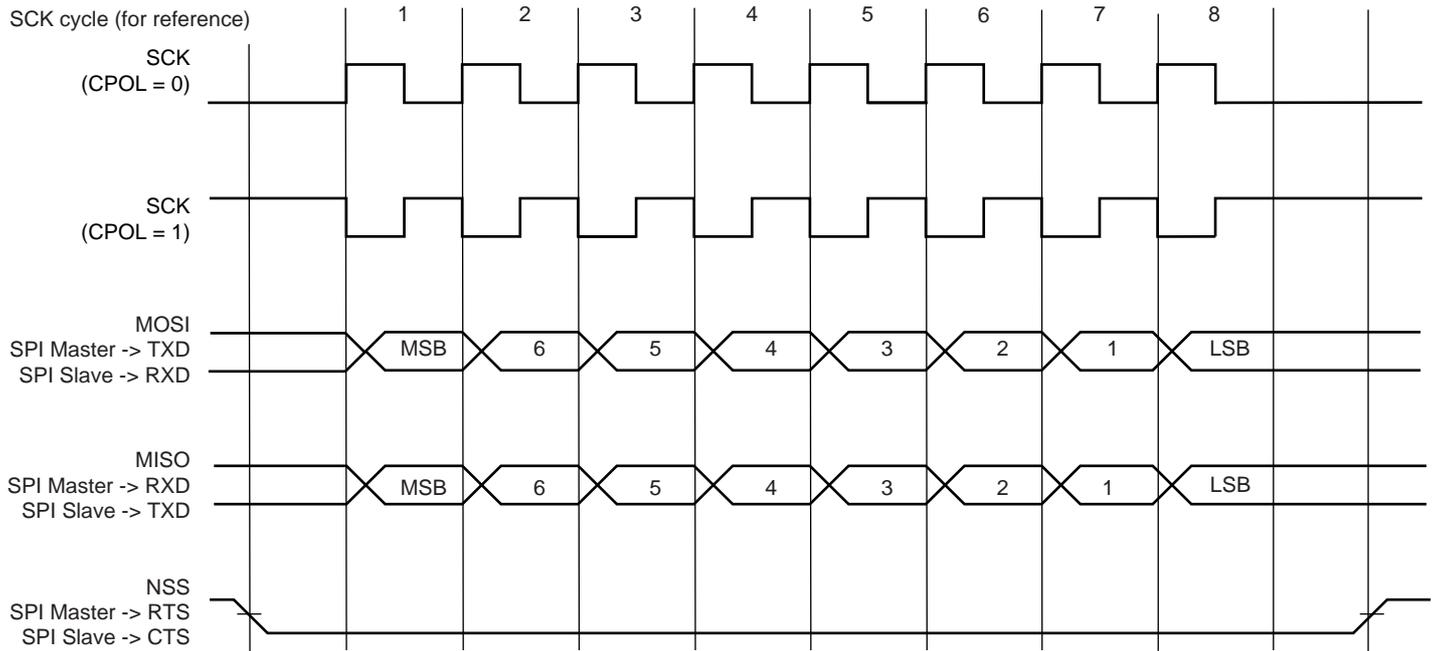 SCK cycle (for reference)
1 2 3 4 5 6 7 8
SCK
(CPOL = 0)
SCK
(CPOL = 1)
MOSI
SPI Master -> TXD
SPI Slave -> RXD
MSB 6 5 4 3 2 1 LSB
MISO
SPI Master -> RXD
SPI Slave -> TXD
MSB 6 5 4 3 2 1 LSB
NSS
SPI Master -> RTS
SPI Slave -> CTS